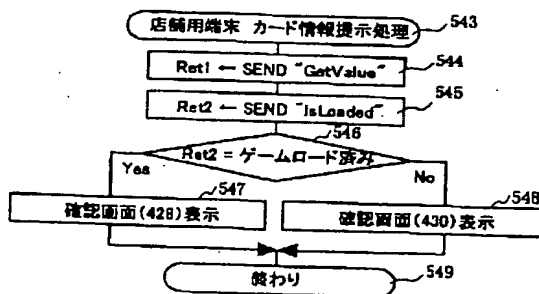 店舗用端末 カード情報提示処理
543
Ret1 ← SEND "GetValue"
544
Ret2 ← SEND "IsLoaded"
545
546
Ret2 = ゲームロード済み
Yes
No
547
確認画面(428)表示
548
確認画面(430)表示
終わり
549